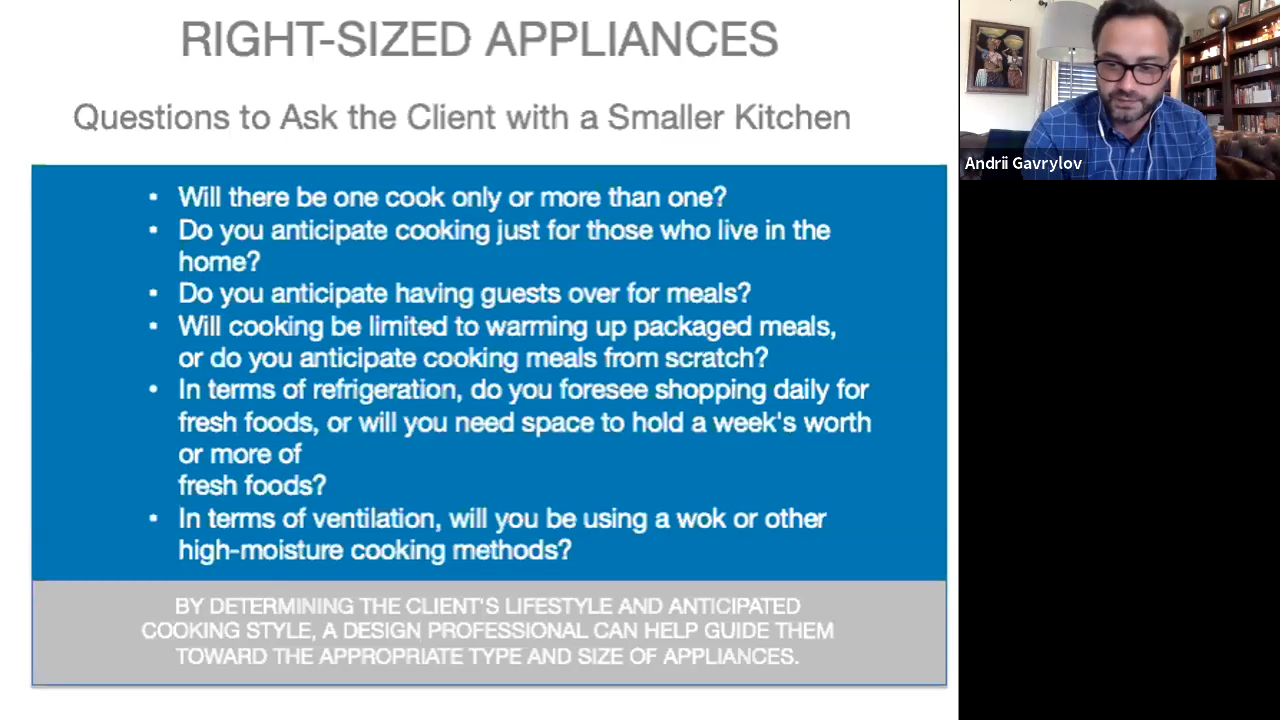 RIGHT-SIZED APPLIANCES
Questions to Ask the Client with a Smaller Kitchen
• Will there be one cook only or more than one?
• Do you anticipate cooking just for those who live in the
home?
• Do you anticipate having guests over for meals?
• Will cooking be limited to warming up packaged meals,
or do you anticipate cooking meals from scratch?
• In terms of refrigeration, do you foresee shopping daily for
fresh foods, or will you need space to hold a week's worth
or more of
fresh foods?
• In terms of ventilation, will you be using a wok or other
high-moisture cooking methods?
BY DETERMINING THE CLIENT'S LIFESTYLE AND ANTICIPATED
COOKING STYLE, A DESIGN PROFESSIONAL CAN HELP GUIDE THEM
TOWARD THE APPROPRIATE TYPE AND SIZE OF APPLIANCES.
Andrii Gavrylov